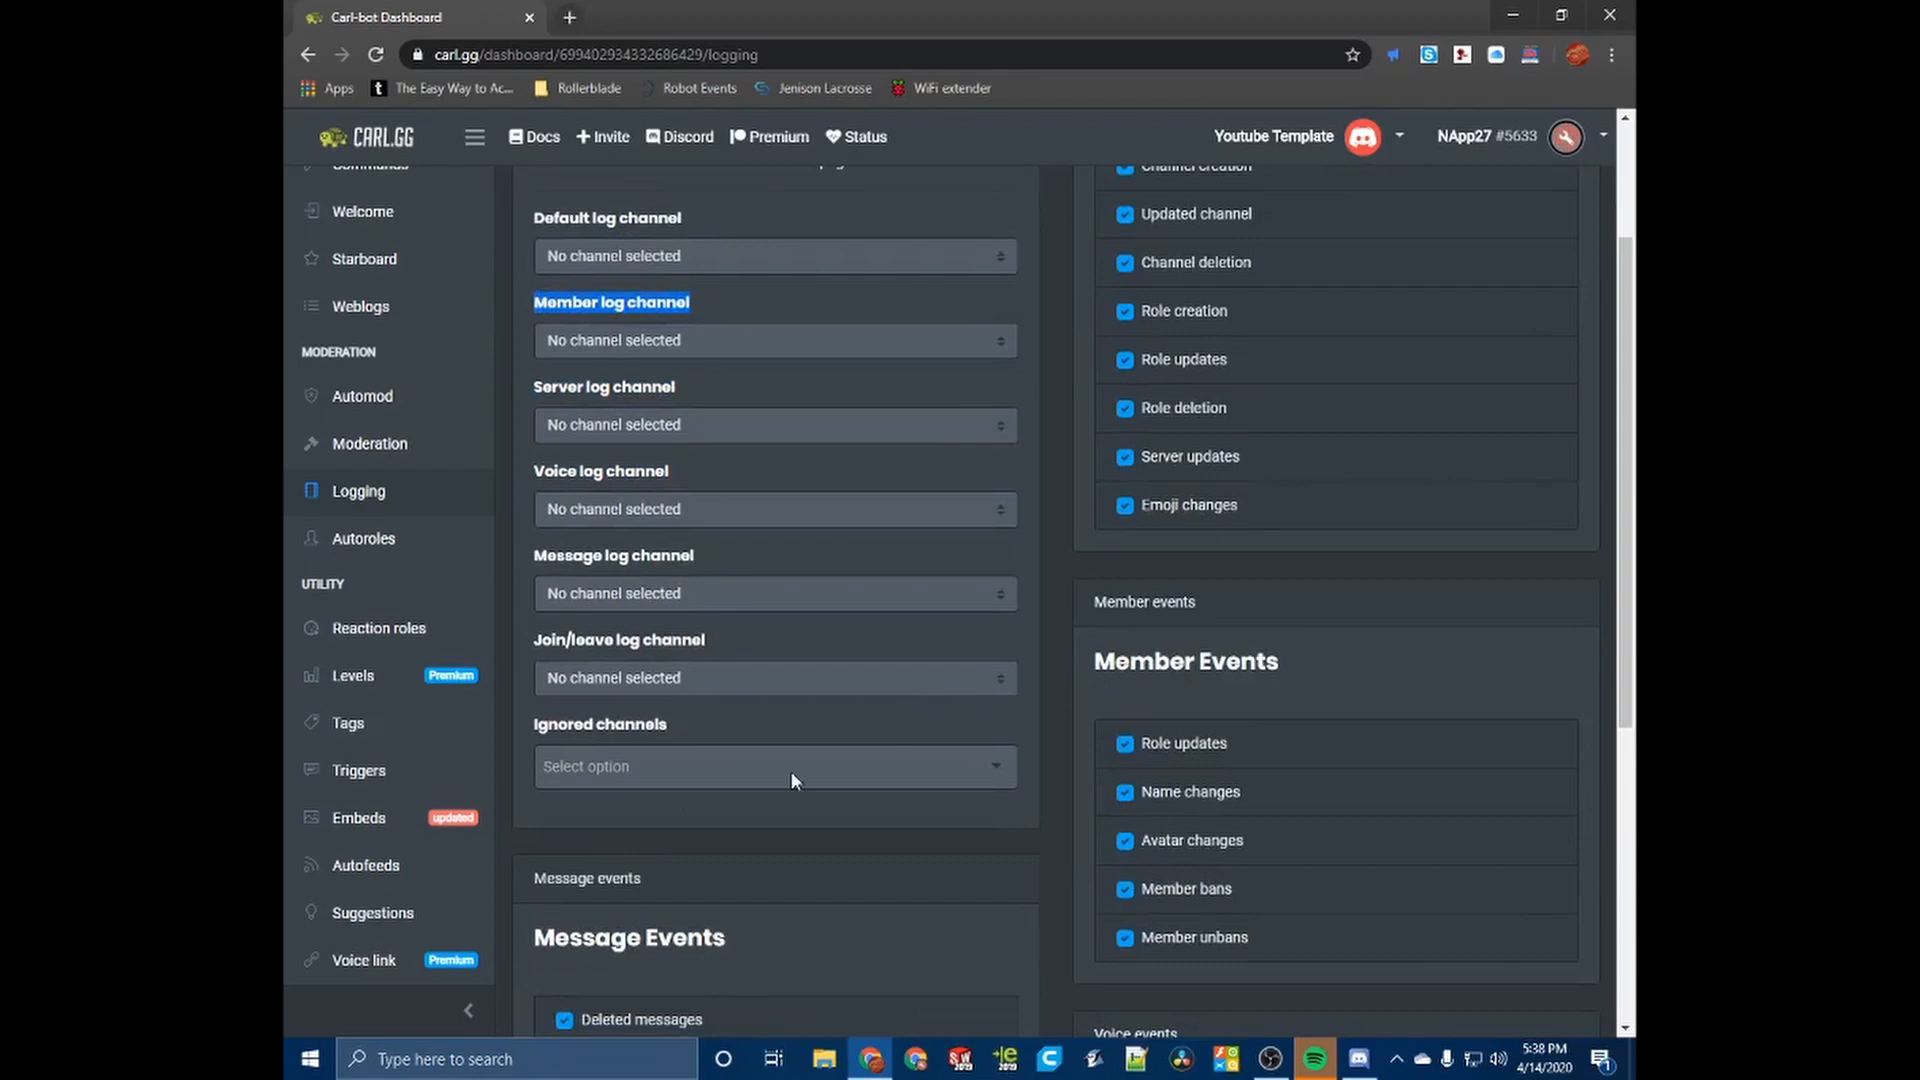 Carl-bot Dashboard
carl.gg/dashboard/699402934332686429/logging
Apps
The Easy Way to Ac...
Rollerblade
Robot Events
Jenison Lacrosse
WiFi extender
CARL.GG
Docs
Invite
Discord
Premium
Status
Youtube Template
NApp27 #5633
Commands
Welcome
Starboard
Weblogs
MODERATION
Automod
Moderation
Logging
Autoroles
UTILITY
Reaction roles
Levels Premium
Tags
Triggers
Embeds updated
Autofeeds
Suggestions
Voice link Premium
Default log channel
No channel selected
Member log channel
No channel selected
Server log channel
No channel selected
Voice log channel
No channel selected
Message log channel
No channel selected
Join/leave log channel
No channel selected
Ignored channels
Select option
Message events
Message Events
Deleted messages
Channel creation
Updated channel
Channel deletion
Role creation
Role updates
Role deletion
Server updates
Emoji changes
Member events
Member Events
Role updates
Name changes
Avatar changes
Member bans
Member unbans
Voice events
Type here to search
5:38 PM
4/14/2020